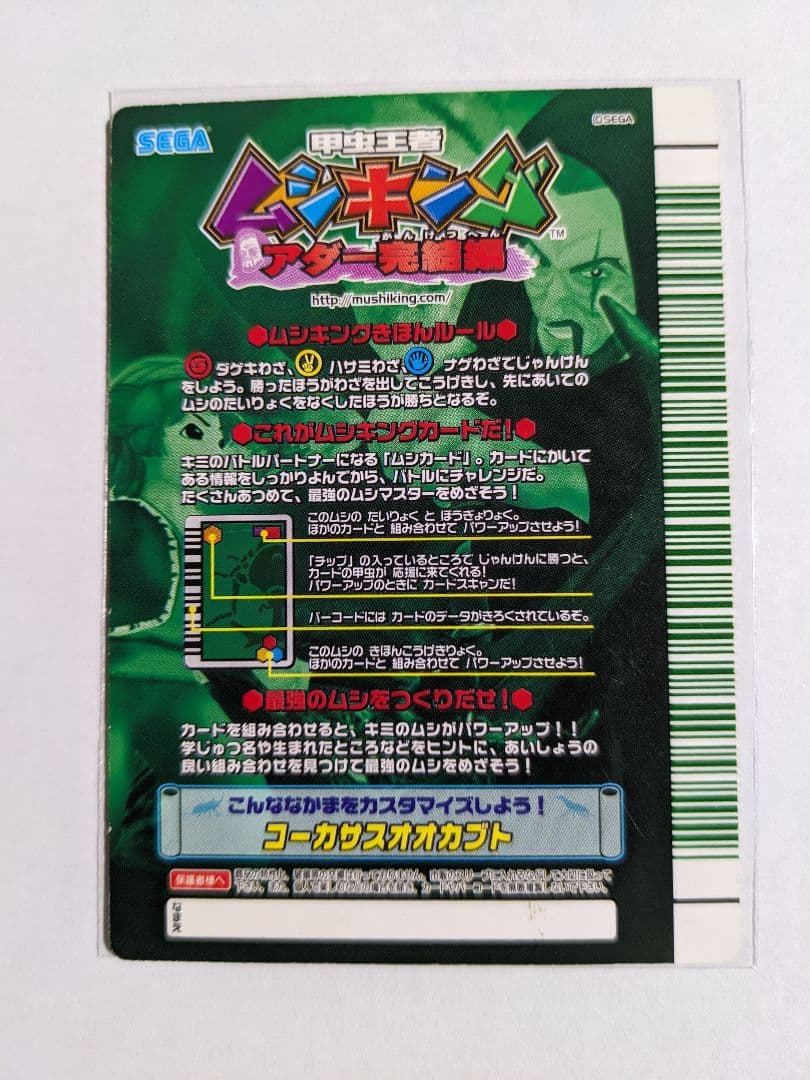 SEGA
©SEGA
甲虫王者
ムシキング
TM
かん けつ へん
アダー完結編
http://mushiking.com/
ムシキングきほんルール
ダゲキわざ、 ハサミわざ、 ナゲわざでじゃんけん
をしよう。勝ったほうがわざを出してこうげきし、先にあいての
ムシのたいりょくをなくしたほうが勝ちとなるぞ。
これがムシキングカードだ!
キミのバトルパートナーになる「ムシカード」。カードにかいて
ある情報をしっかりよんでから、バトルにチャレンジだ。
たくさんあつめて、最強のムシマスターをめざそう!
このムシの たいりょく と ぼうぎょりょく。
ほかのカードと 組み合わせて パワーアップさせよう!
「チップ」の入っているところで じゃんけんに勝つと、
カードの甲虫が 応援に来てくれる!
パワーアップのときに カードスキャンだ!
バーコードには カードのデータがきろくされているぞ。
このムシの きほんこうげきりょく。
ほかのカードと 組み合わせて パワーアップさせよう!
最強のムシをつくりだせ!
カードを組み合わせると、キミのムシがパワーアップ!!
学じゅつ名や生まれたところなどをヒントに、あいしょうの
良い組み合わせを見つけて最強のムシをめざそう!
こんななかまをカスタマイズしよう!
コーカサスオオカブト
保護者様へ
下さい。また、
なまえ